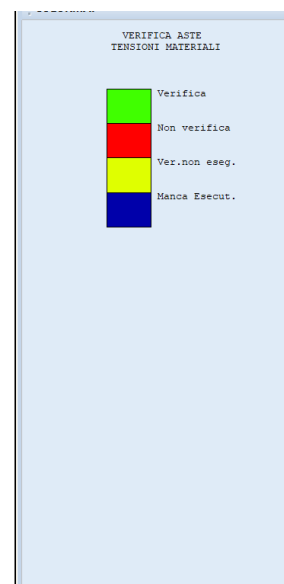 VERIFICA ASTE
TENSIONI MATERIALI
Verifica
Non verifica
Ver.non eseg.
Manca Esecut.